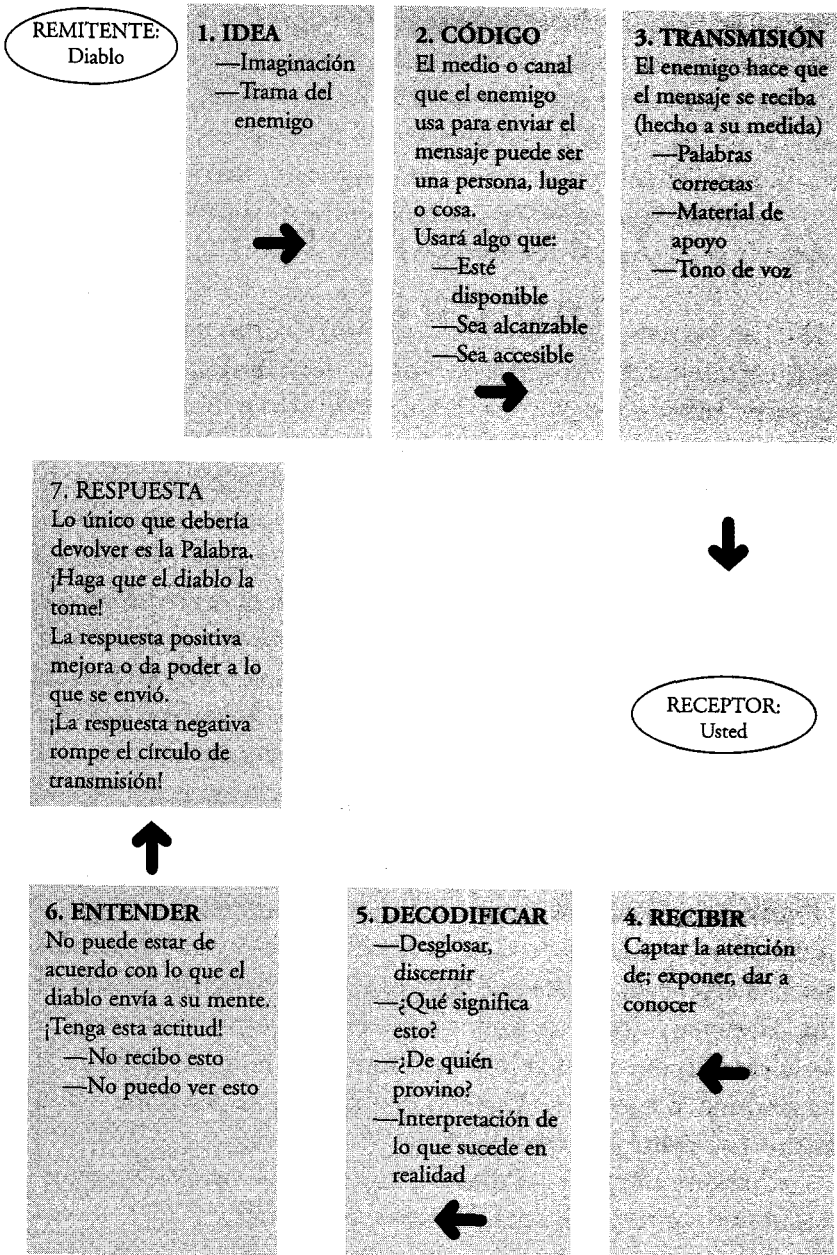 REMITENTE:
Diablo
1. IDEA
—Imaginación
—Trama del
enemigo
2. CÓDIGO
El medio o canal
que el enemigo
usa para enviar el
mensaje puede ser
una persona, lugar
o cosa.
Usará algo que:
—Esté
disponible
—Sea alcanzable
—Sea accesible
3. TRANSMISIÓN
El enemigo hace que
el mensaje se reciba
(hecho a su medida)
—Palabras
correctas
—Material de
apoyo
—Tono de voz
RECEPTOR:
Usted
4. RECIBIR
Captar la atención
de; exponer, dar a
conocer
5. DECODIFICAR
—Desglosar,
discernir
—¿Qué significa
esto?
—¿De quién
provino?
—Interpretación de
lo que sucede en
realidad
6. ENTENDER
No puede estar de
acuerdo con lo que el
diablo envía a su mente.
¡Tenga esta actitud!
—No recibo esto
—No puedo ver esto
7. RESPUESTA
Lo único que debería
devolver es la Palabra.
¡Haga que el diablo la
tome!
La respuesta positiva
mejora o da poder a lo
que se envió.
¡La respuesta negativa
rompe el círculo de
transmisión!